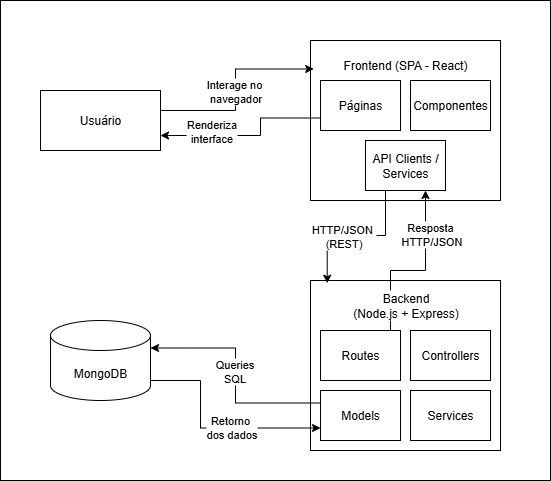 Frontend (SPA - React)
Interage no
navegador
Páginas
Componentes
Usuário
Renderiza
interface
API Clients /
Services
HTTP/JSON
(REST)
Resposta
HTTP/JSON
Backend
(Node.js + Express)
Routes
Controllers
MongoDB
Queries
SQL
Models
Services
Retorno
dos dados